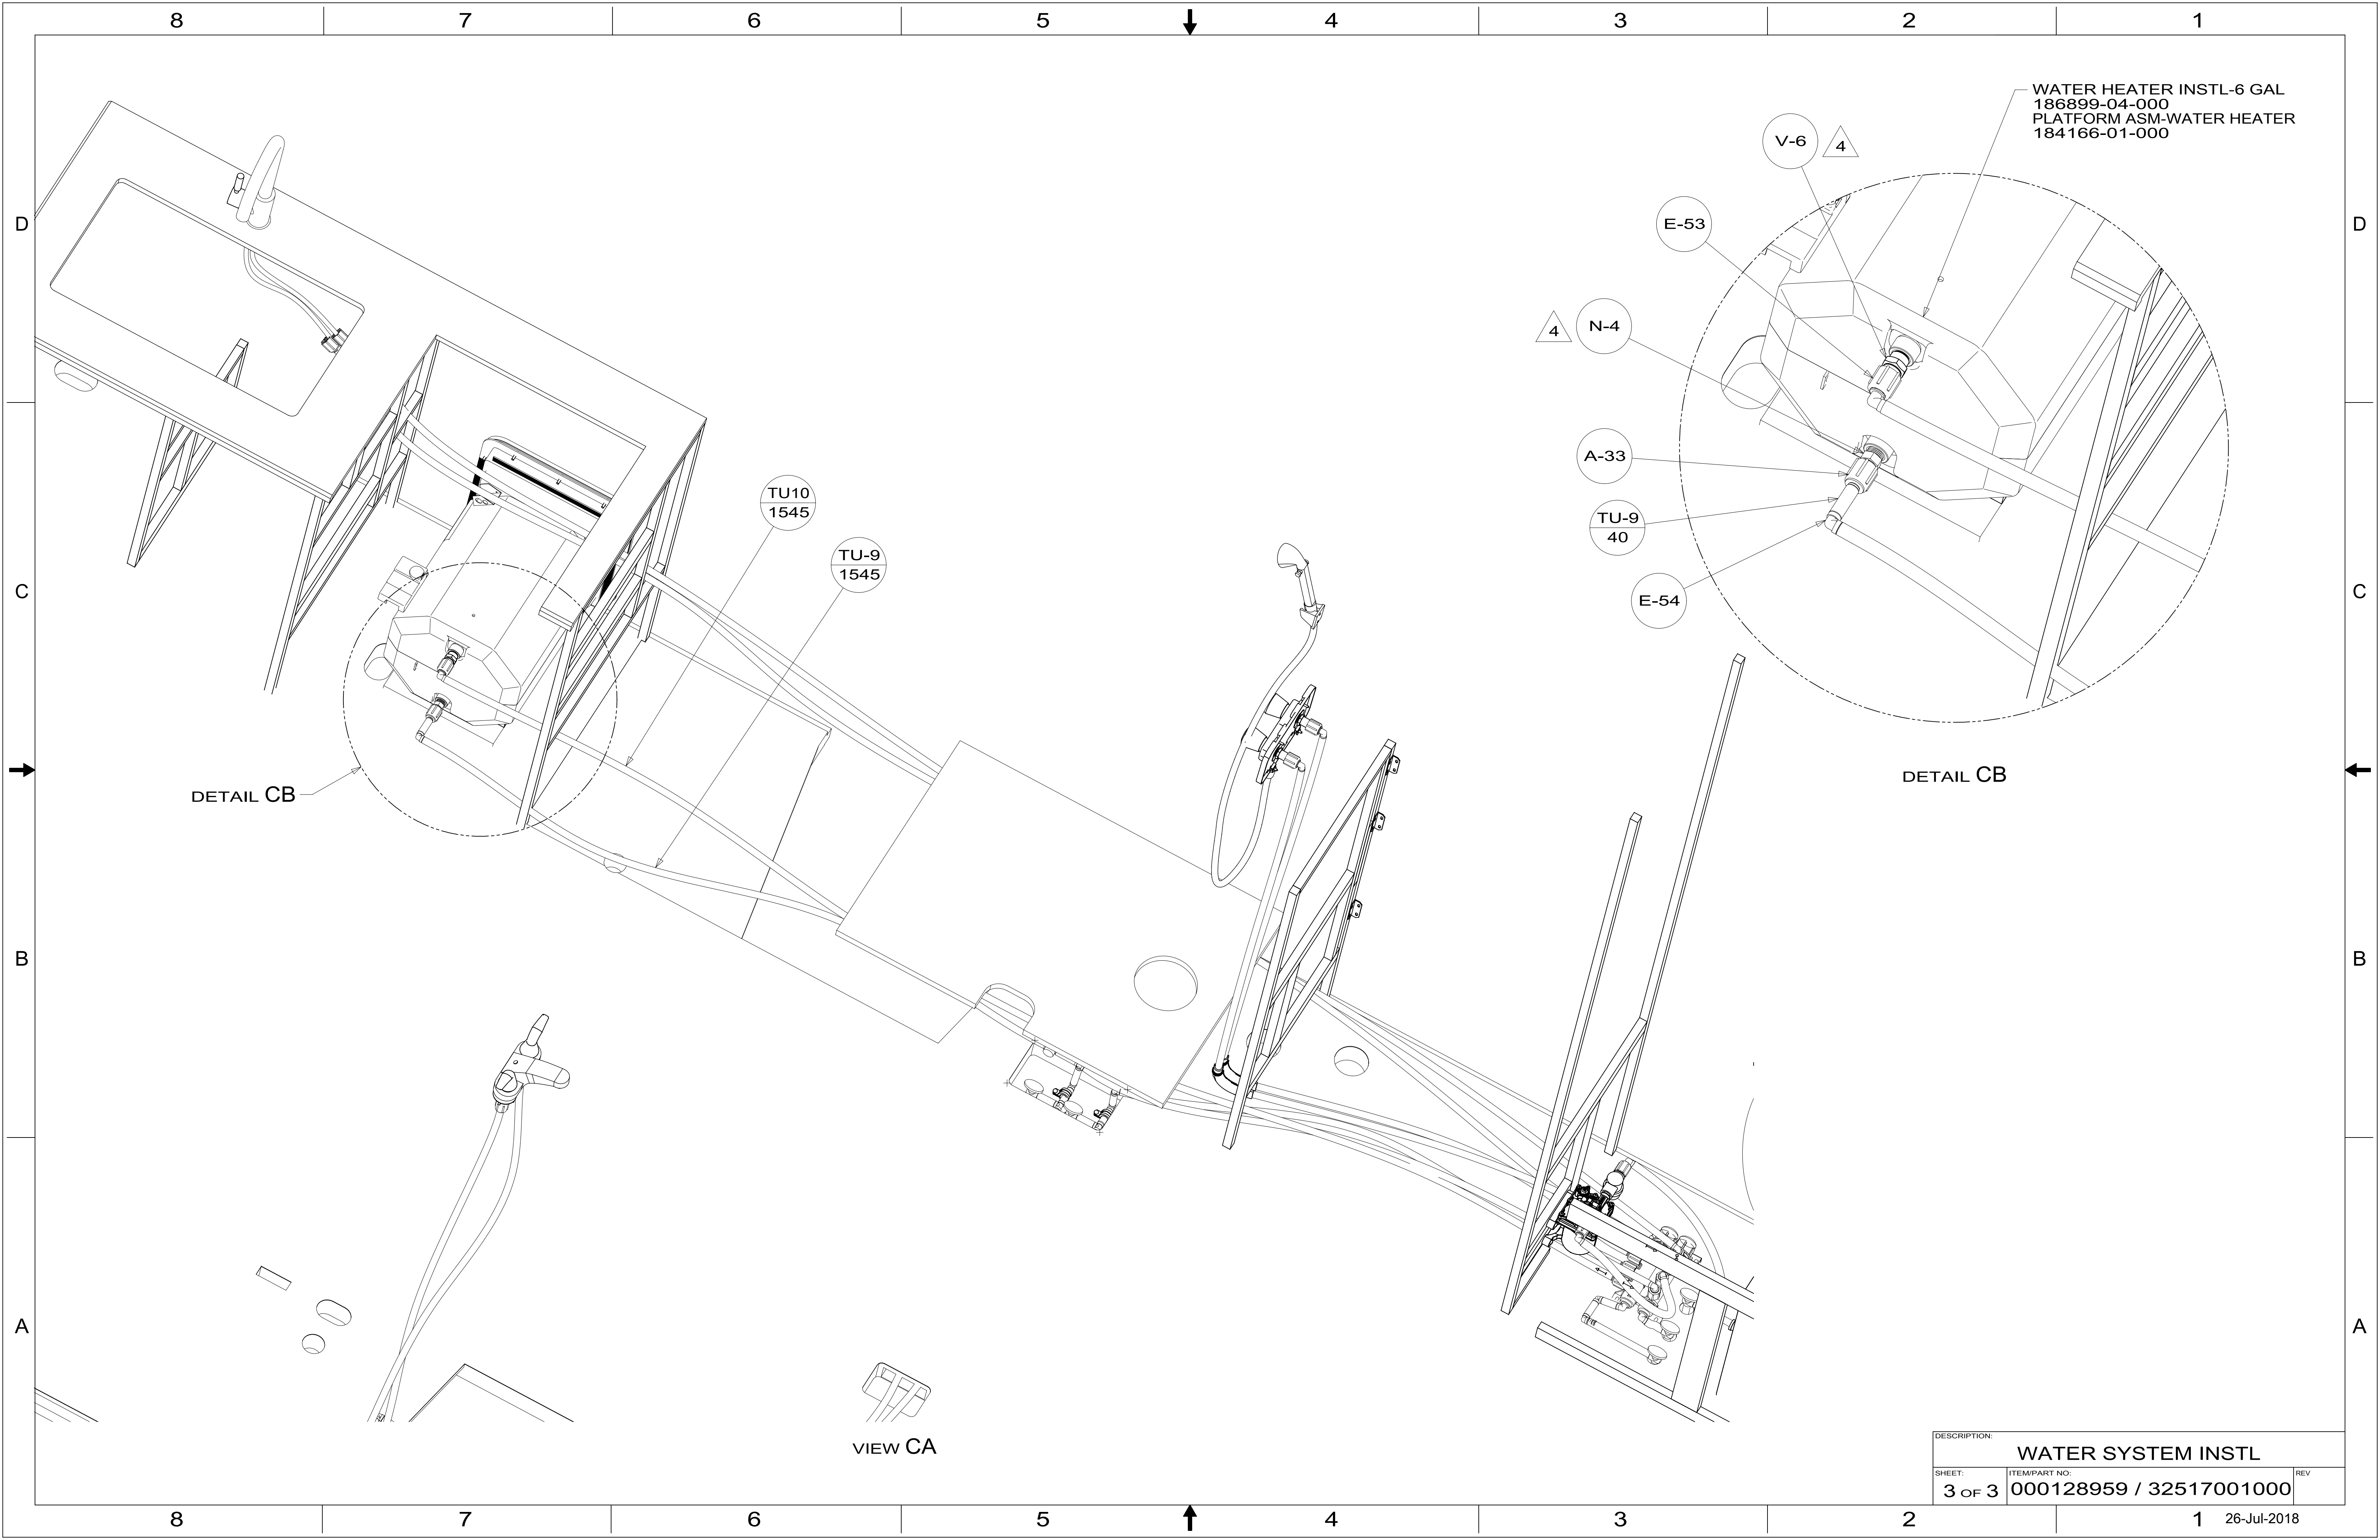 8 7 6 5 4 3 2 1
WATER HEATER INSTL-6 GAL
186899-04-000
PLATFORM ASM-WATER HEATER
184166-01-000
V-6
4
D
E-53
D
4
N-4
A-33
TU10
1545
TU-9
40
TU-9
1545
C
E-54
C
DETAIL CB
DETAIL CB
B
B
A
A
VIEW CA
DESCRIPTION:
WATER SYSTEM INSTL
SHEET:
3 OF 3
ITEM/PART NO:
000128959 / 32517001000
REV
8 7 6 5 4 3 2 1
26-Jul-2018